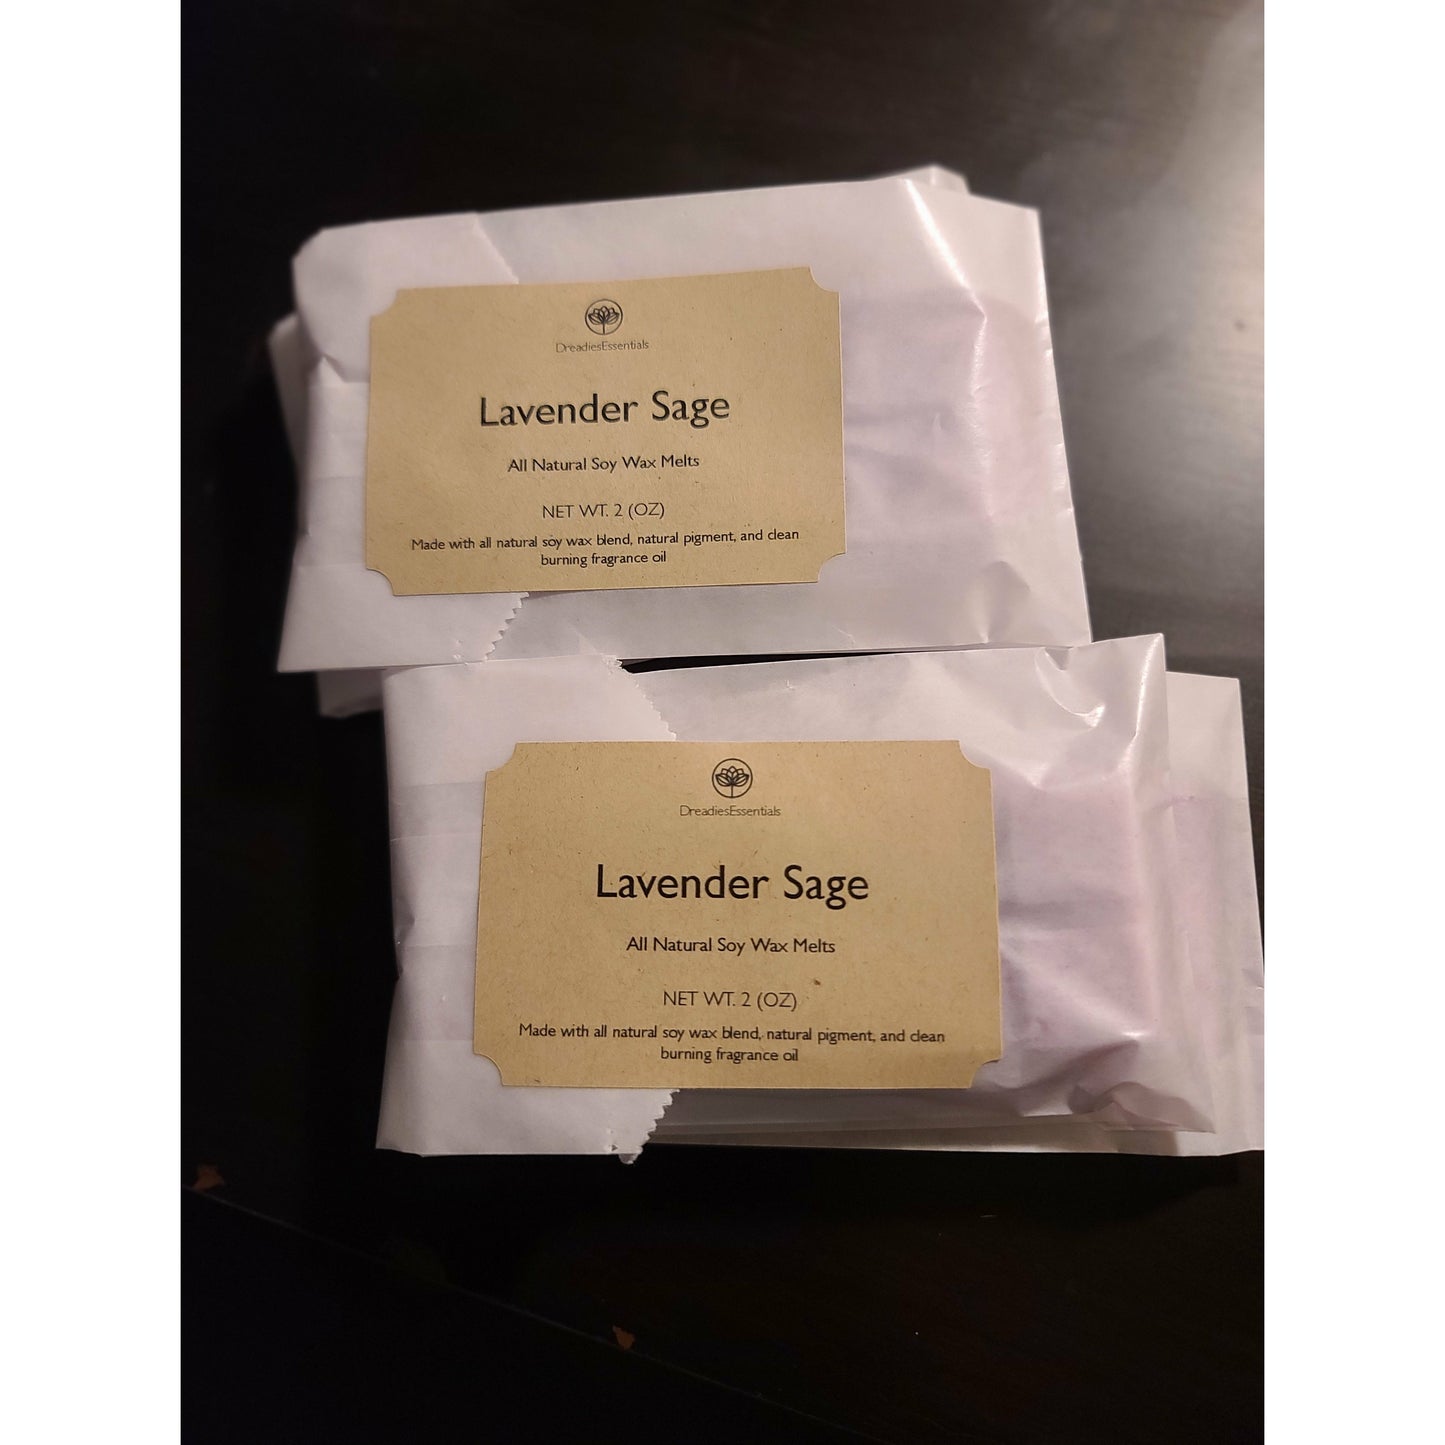 DreadiesEssentials
Lavender Sage
All Natural Soy Wax Melts
NET WT. 2 (OZ)
Made with all natural soy wax blend, natural pigment, and clean
burning fragrance oil
DreadiesEssentials
Lavender Sage
All Natural Soy Wax Melts
NET WT. 2 (OZ)
Made with all natural soy wax blend, natural pigment, and clean
burning fragrance oil